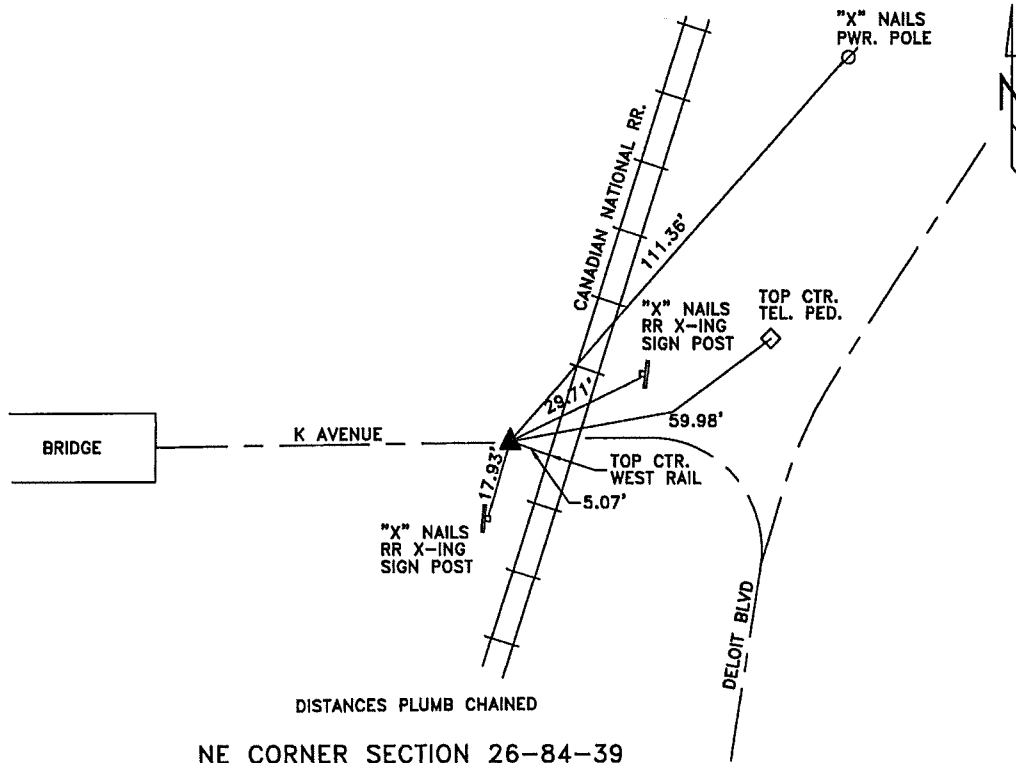 "X" NAILS
PWR. POLE
N
CANADIAN NATIONAL RR.
111.36'
"X" NAILS
RR X-ING
SIGN POST
TOP CTR.
TEL. PED.
29.71'
59.98'
BRIDGE
K AVENUE
TOP CTR.
WEST RAIL
17.93'
5.07'
"X" NAILS
RR X-ING
SIGN POST
DELOIT BLVD
DISTANCES PLUMB CHAINED
NE CORNER SECTION 26-84-39